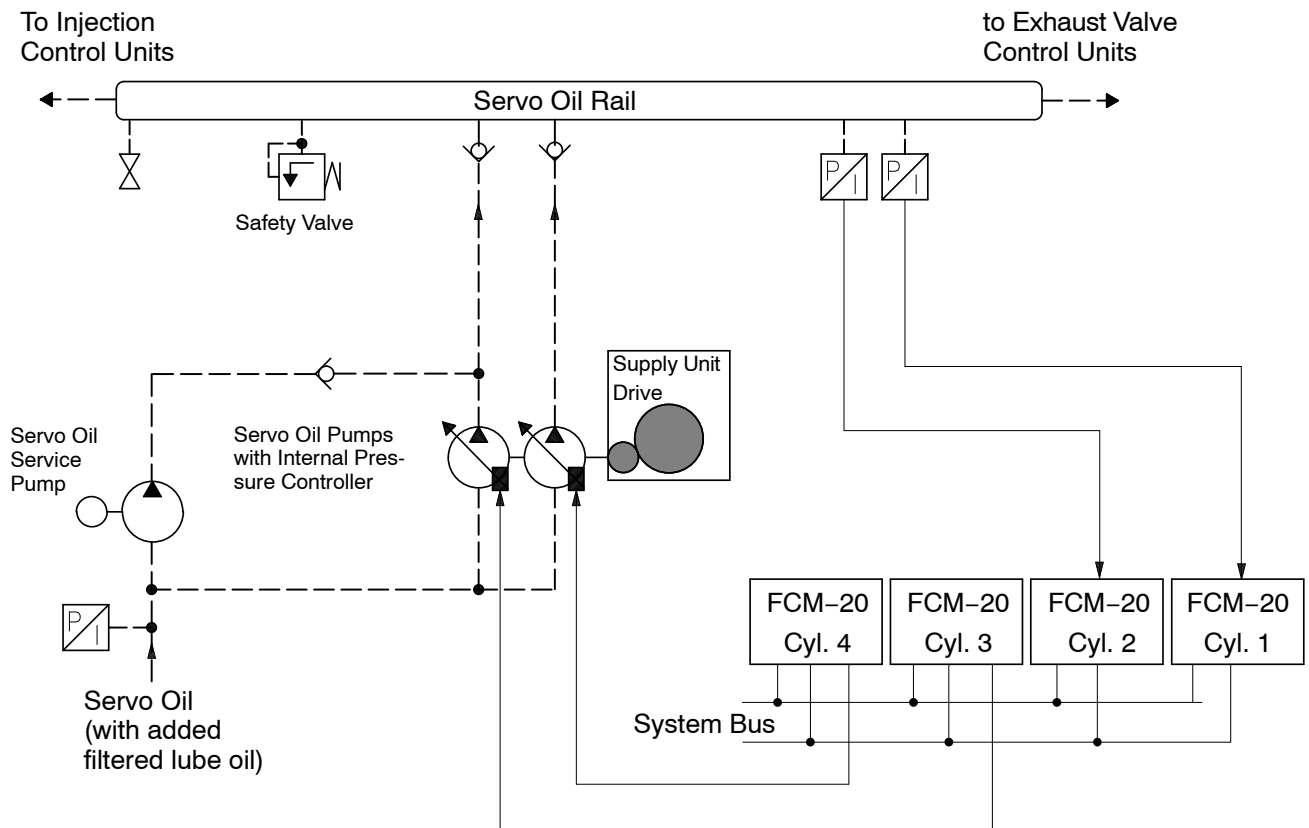 To Injection
Control Units
to Exhaust Valve
Control Units
Servo Oil Rail
P
I
P
I
Safety Valve
Supply Unit
Drive
Servo Oil
Service
Pump
Servo Oil Pumps
with Internal Pres-
sure Controller
P
I
FCM−20
Cyl. 4
FCM−20
Cyl. 3
FCM−20
Cyl. 2
FCM−20
Cyl. 1
Servo Oil
(with added
filtered lube oil)
System Bus